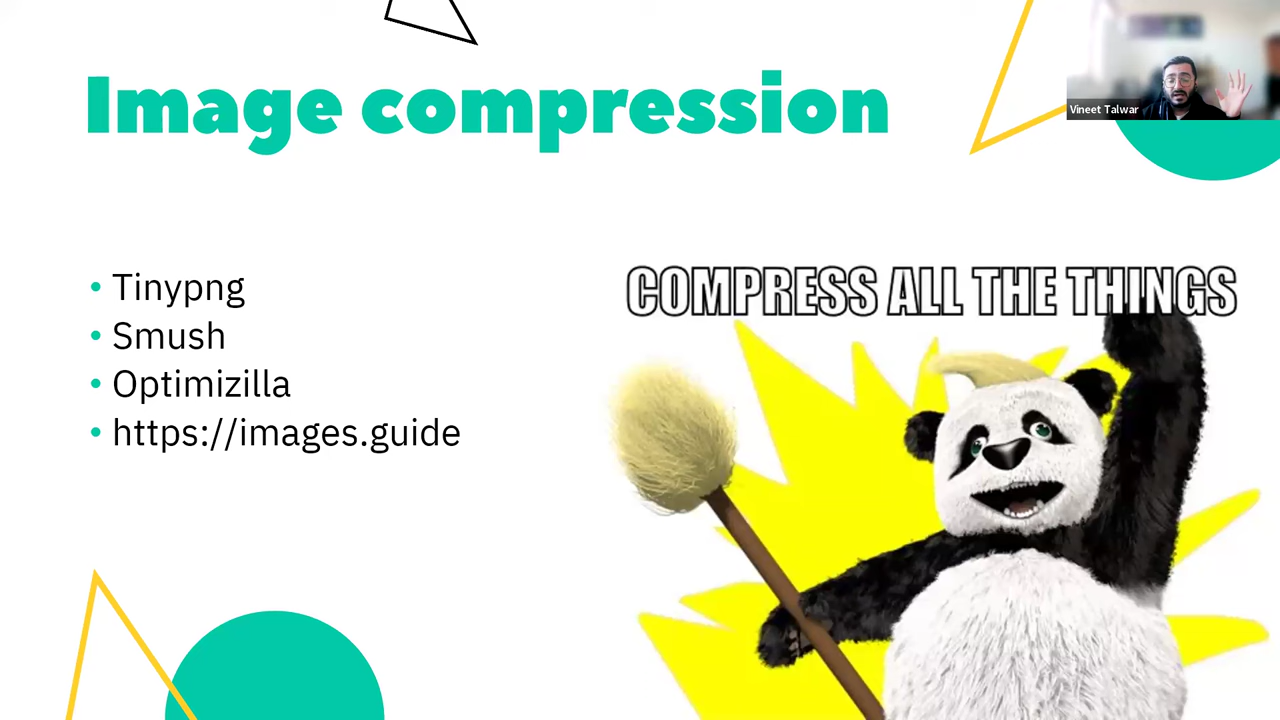 Image compression
Vineet Talwar
COMPRESS ALL THE THINGS
• Tinypng
• Smush
• Optimizilla
• https://images.guide